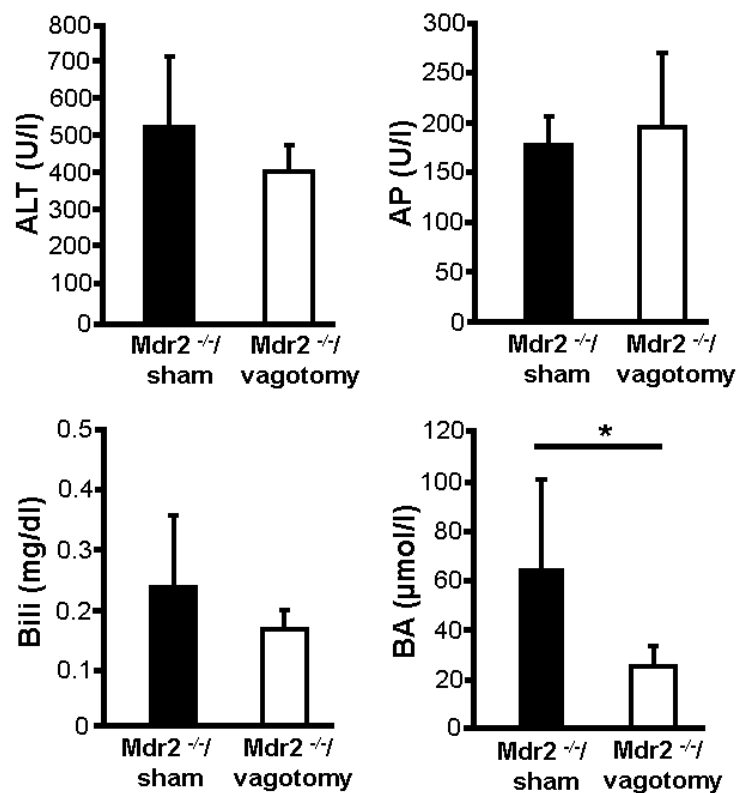 ALT (U/l)
800
700
600
500
400
300
200
100
0
Mdr2 -/-/
sham
Mdr2 -/-/
vagotomy
AP (U/l)
300
250
200
150
100
50
0
Mdr2 -/-/
sham
Mdr2 -/-/
vagotomy
Bili (mg/dl)
0.5
0.4
0.3
0.2
0.1
0
Mdr2 -/-/
sham
Mdr2 -/-/
vagotomy
BA (µmol/l)
120
100
80
60
40
20
0
*
Mdr2 -/-/
sham
Mdr2 -/-/
vagotomy